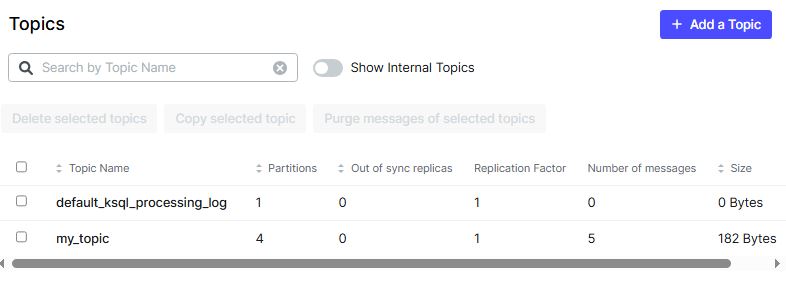 Topics
+ Add a Topic
Search by Topic Name
Show Internal Topics
Delete selected topics Copy selected topic Purge messages of selected topics
Topic Name Partitions Out of sync replicas Replication Factor Number of messages Size
default_ksql_processing_log 1 0 1 0 0 Bytes
my_topic 4 0 1 5 182 Bytes